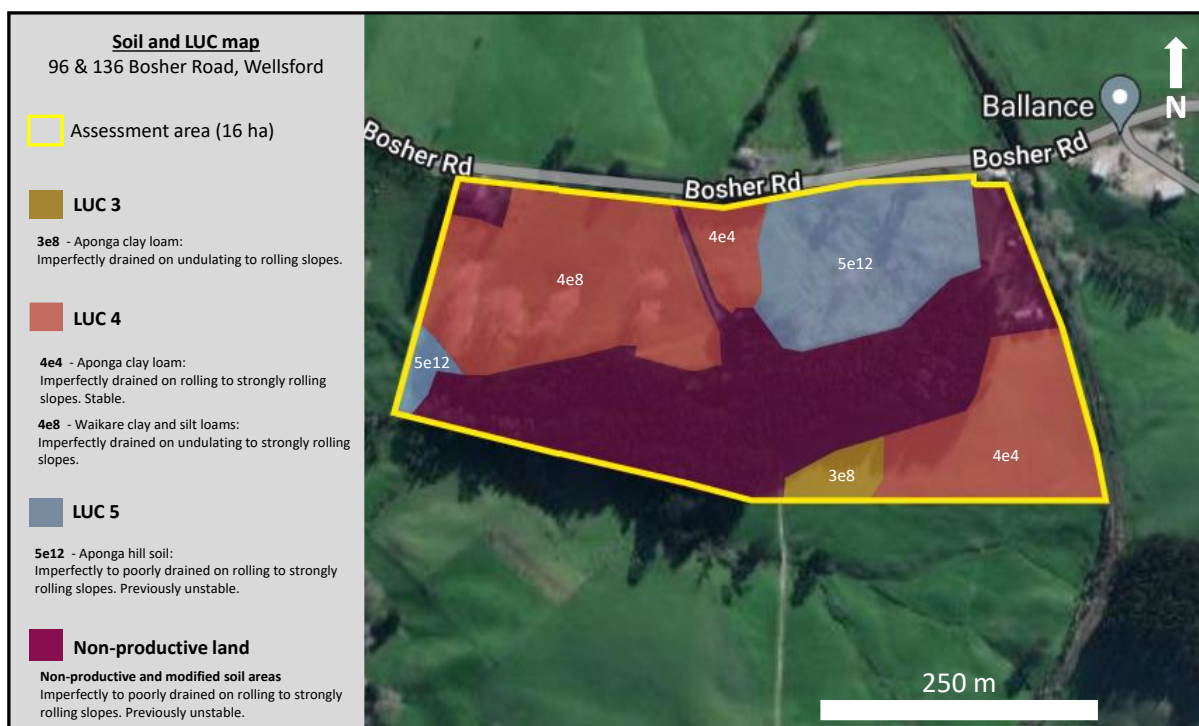 Soil and LUC map
96 & 136 Bosher Road, Wellsford
Assessment area (16 ha)
LUC 3
3e8 - Aponga clay loam:
Imperfectly drained on undulating to rolling slopes.
LUC 4
4e4 - Aponga clay loam:
Imperfectly drained on rolling to strongly rolling
slopes. Stable.
4e8 - Waikare clay and silt loams:
Imperfectly drained on undulating to strongly rolling
slopes.
LUC 5
5e12 - Aponga hill soil:
Imperfectly to poorly drained on rolling to strongly
rolling slopes. Previously unstable.
Non-productive land
Non-productive and modified soil areas
Imperfectly to poorly drained on rolling to strongly
rolling slopes. Previously unstable.
N
Ballance
Bosher Rd
Bosher Rd
Bosher Rd
4e4
5e12
4e8
5e12
4e4
3e8
250 m